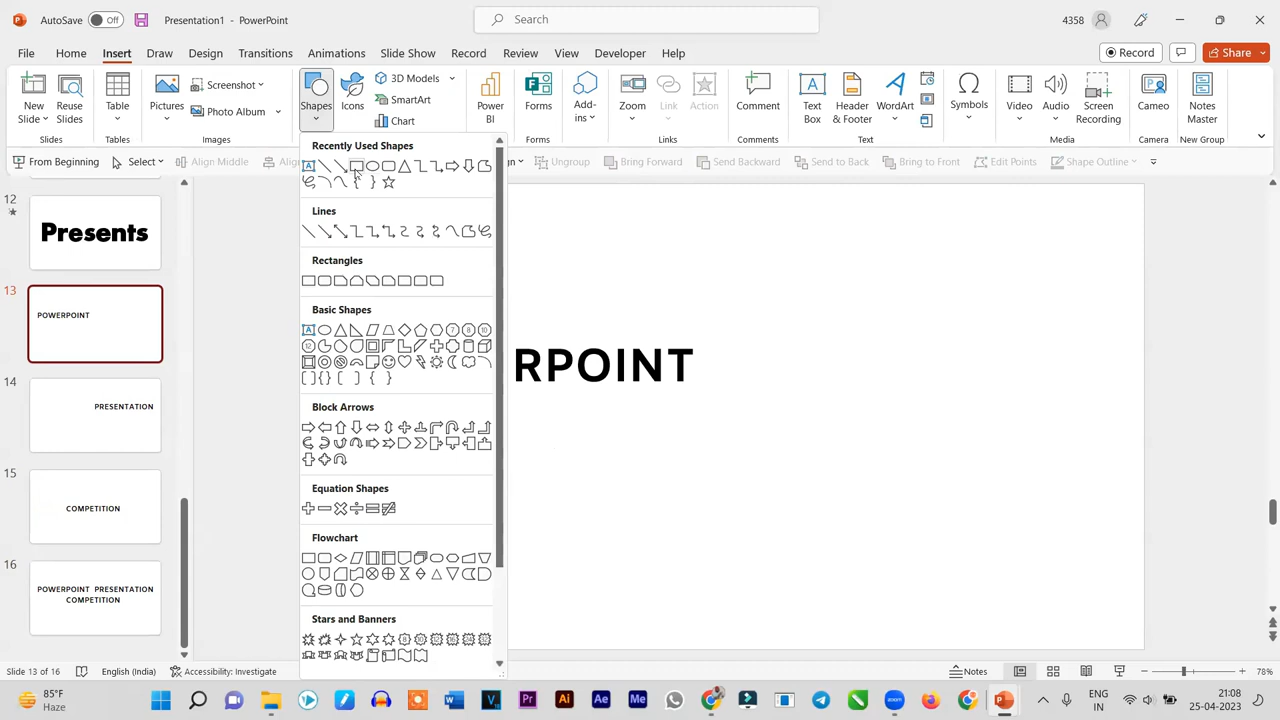 AutoSave Off Presentation1 - PowerPoint Search 4358
File Home Insert Draw Design Transitions Animations Slide Show Record Review View Developer Help Record Share
New Slide Reuse Slides Table Pictures Screenshot Photo Album Shapes Icons 3D Models SmartArt Chart Power BI Forms Add-ins Zoom Link Action Comment Text Box Header & Footer WordArt Symbols Video Audio Screen Recording Cameo Notes Master
Slides Tables Images Forms Links Comments Text Media Camera New Group
From Beginning Select Align Middle Ungroup Bring Forward Send Backward Shape Outline
Recently Used Shapes
Lines
Rectangles
Basic Shapes
Block Arrows
Equation Shapes
Flowchart
Stars and Banners
12
Presents
13
POWERPOINT
14
PRESENTATION
15
COMPETITION
16
POWERPOINT PRESENTATION
COMPETITION
RPOINT
Slide 13 of 16 English (India) Accessibility: Investigate Notes 78%
85°F
Haze
ENG
IN
21:08
25-04-2023